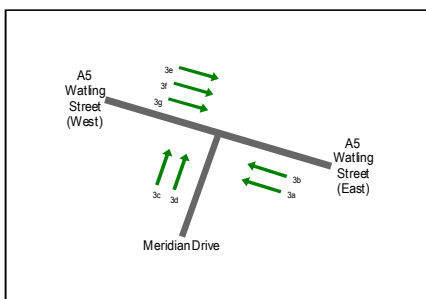 3e
A5
Watling
Street
(West)
3f
3g
A5
Watling
Street
(East)
3b
3a
3c
3d
Meridian Drive